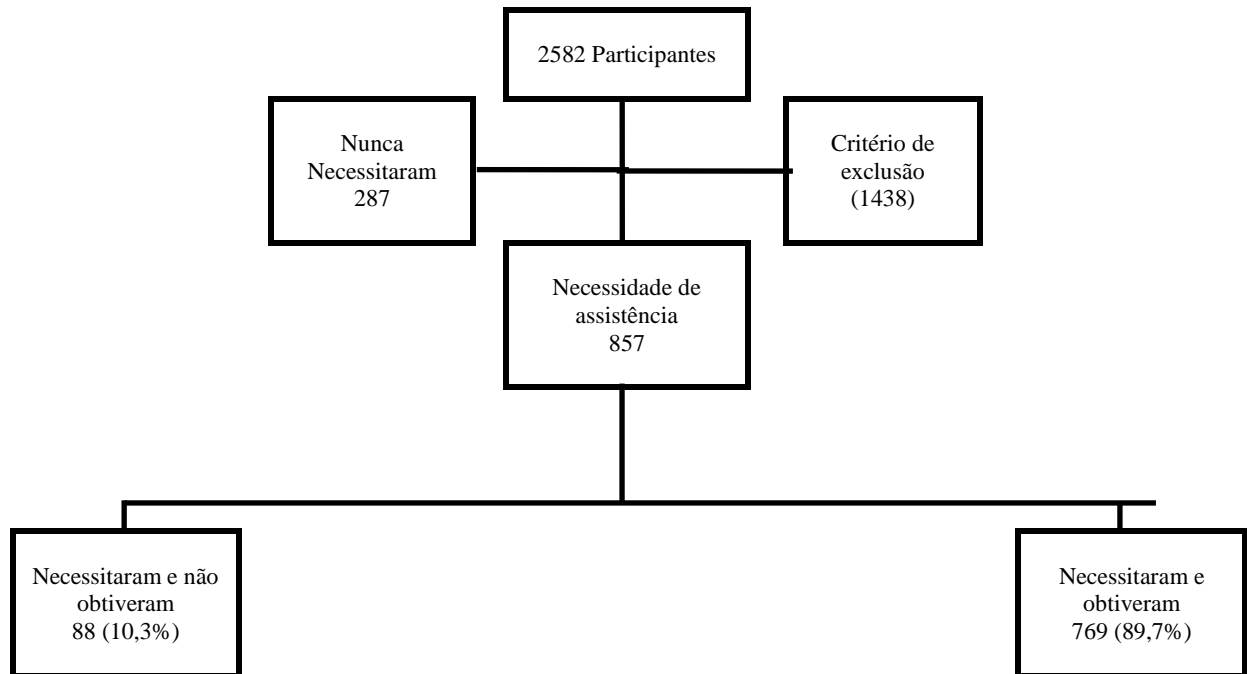 2582 Participantes
Nunca
Necessitaram
287
Critério de
exclusão
(1438)
Necessidade de
assistência
857
Necessitaram e não
obtiveram
88 (10,3%)
Necessitaram e
obtiveram
769 (89,7%)